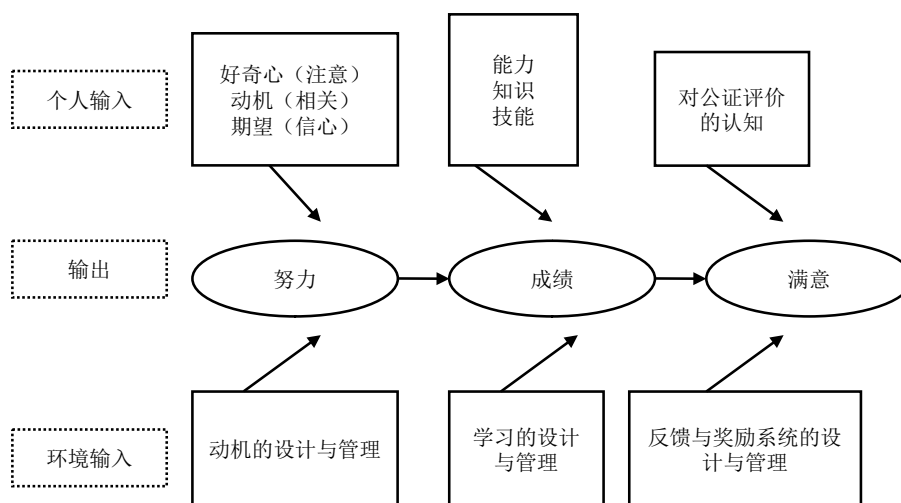 个人输入
好奇心（注意）
动机（相关）
期望（信心）
能力
知识
技能
对公证评价
的认知
输出
努力
成绩
满意
环境输入
动机的设计与管理
学习的设计
与管理
反馈与奖励系统的设
计与管理